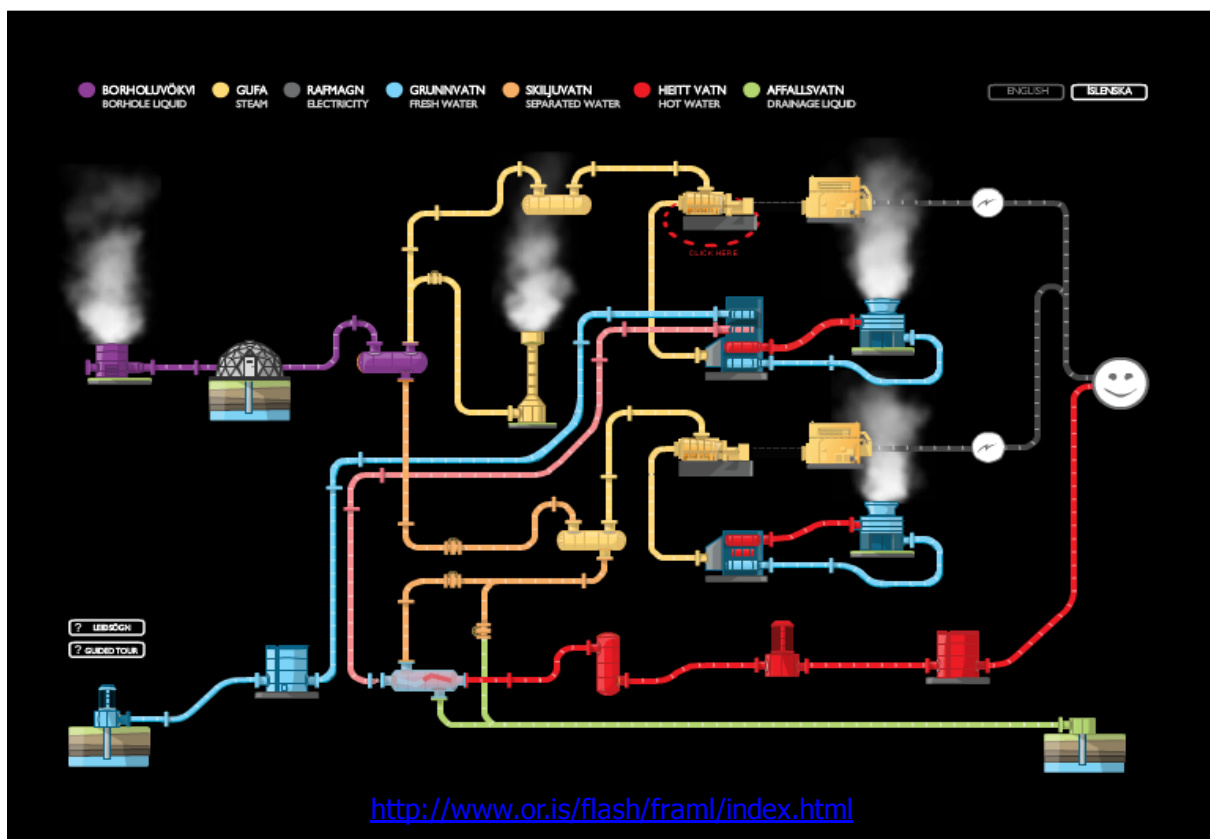 BORHOLUVÖKVI
BOREHOLE LIQUID
GUFA
STEAM
RAFMAGN
ELECTRICITY
GRUNNVATN
FRESH WATER
SKILJUVATN
SEPARATED WATER
HEITT VATN
HOT WATER
AFFALLSVATN
DRAINAGE LIQUID
ENGLISH
ÍSLENSKA
CLICK HERE
? LEIÐSÖGN
? GUIDED TOUR
http://www.or.is/flash/framl/index.html